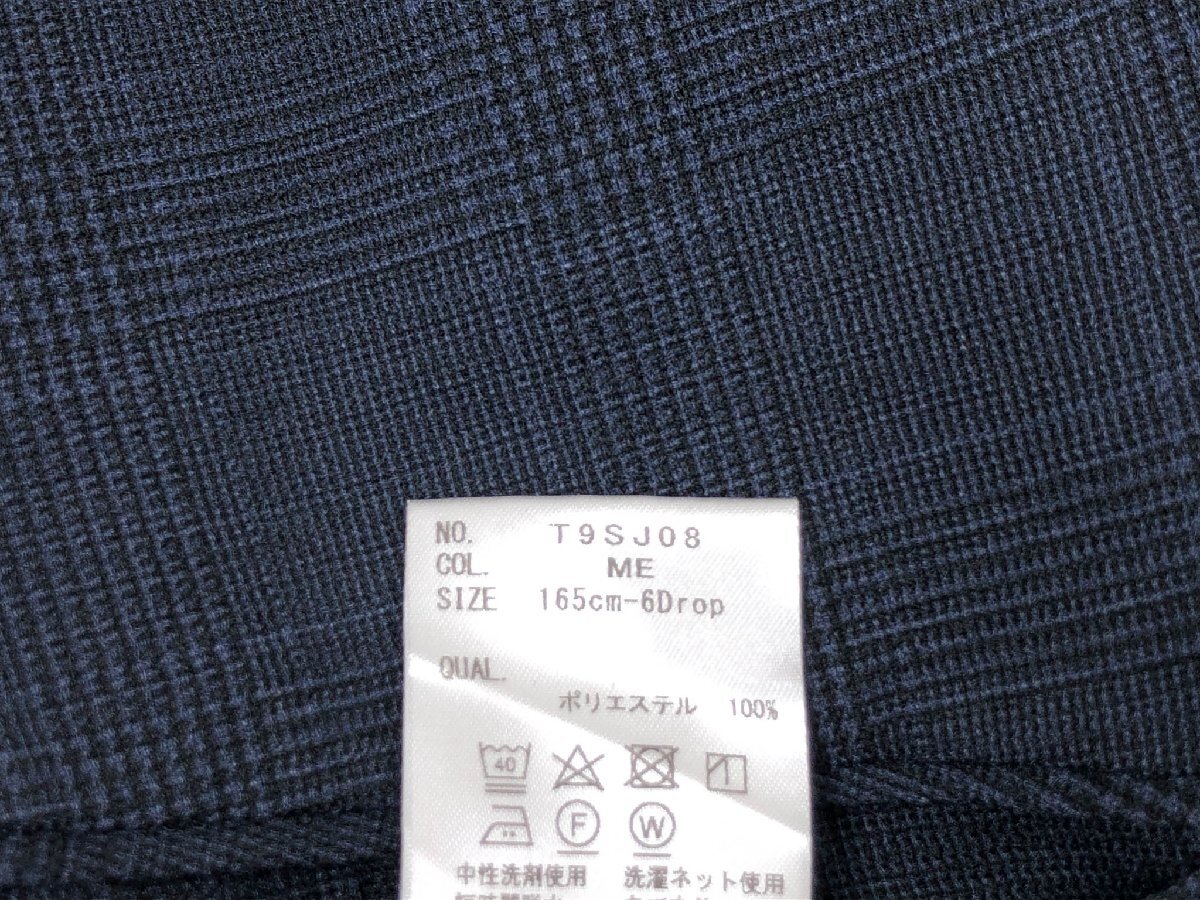 NO. T9SJ08
COL. ME
SIZE 165cm-6Drop
QUAL.
ポリエステル 100%
40
F W
中性洗剤使用 洗濯ネット使用